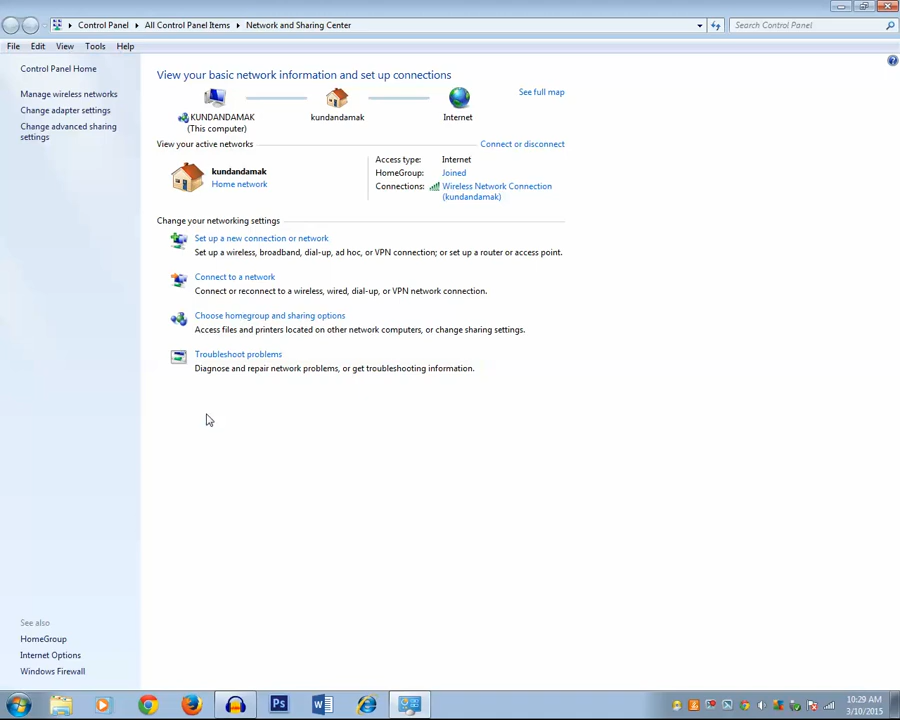 Control Panel ▸ All Control Panel Items ▸ Network and Sharing Center
Search Control Panel
File Edit View Tools Help
Control Panel Home
Manage wireless networks
Change adapter settings
Change advanced sharing
settings
View your basic network information and set up connections
See full map
KUNDANDAMAK
(This computer)
kundandamak
Internet
View your active networks
Connect or disconnect
kundandamak
Home network
Access type: Internet
HomeGroup: Joined
Connections: Wireless Network Connection
(kundandamak)
Change your networking settings
Set up a new connection or network
Set up a wireless, broadband, dial-up, ad hoc, or VPN connection; or set up a router or access point.
Connect to a network
Connect or reconnect to a wireless, wired, dial-up, or VPN network connection.
Choose homegroup and sharing options
Access files and printers located on other network computers, or change sharing settings.
Troubleshoot problems
Diagnose and repair network problems, or get troubleshooting information.
See also
HomeGroup
Internet Options
Windows Firewall
Ps
W
10:29 AM
3/10/2015